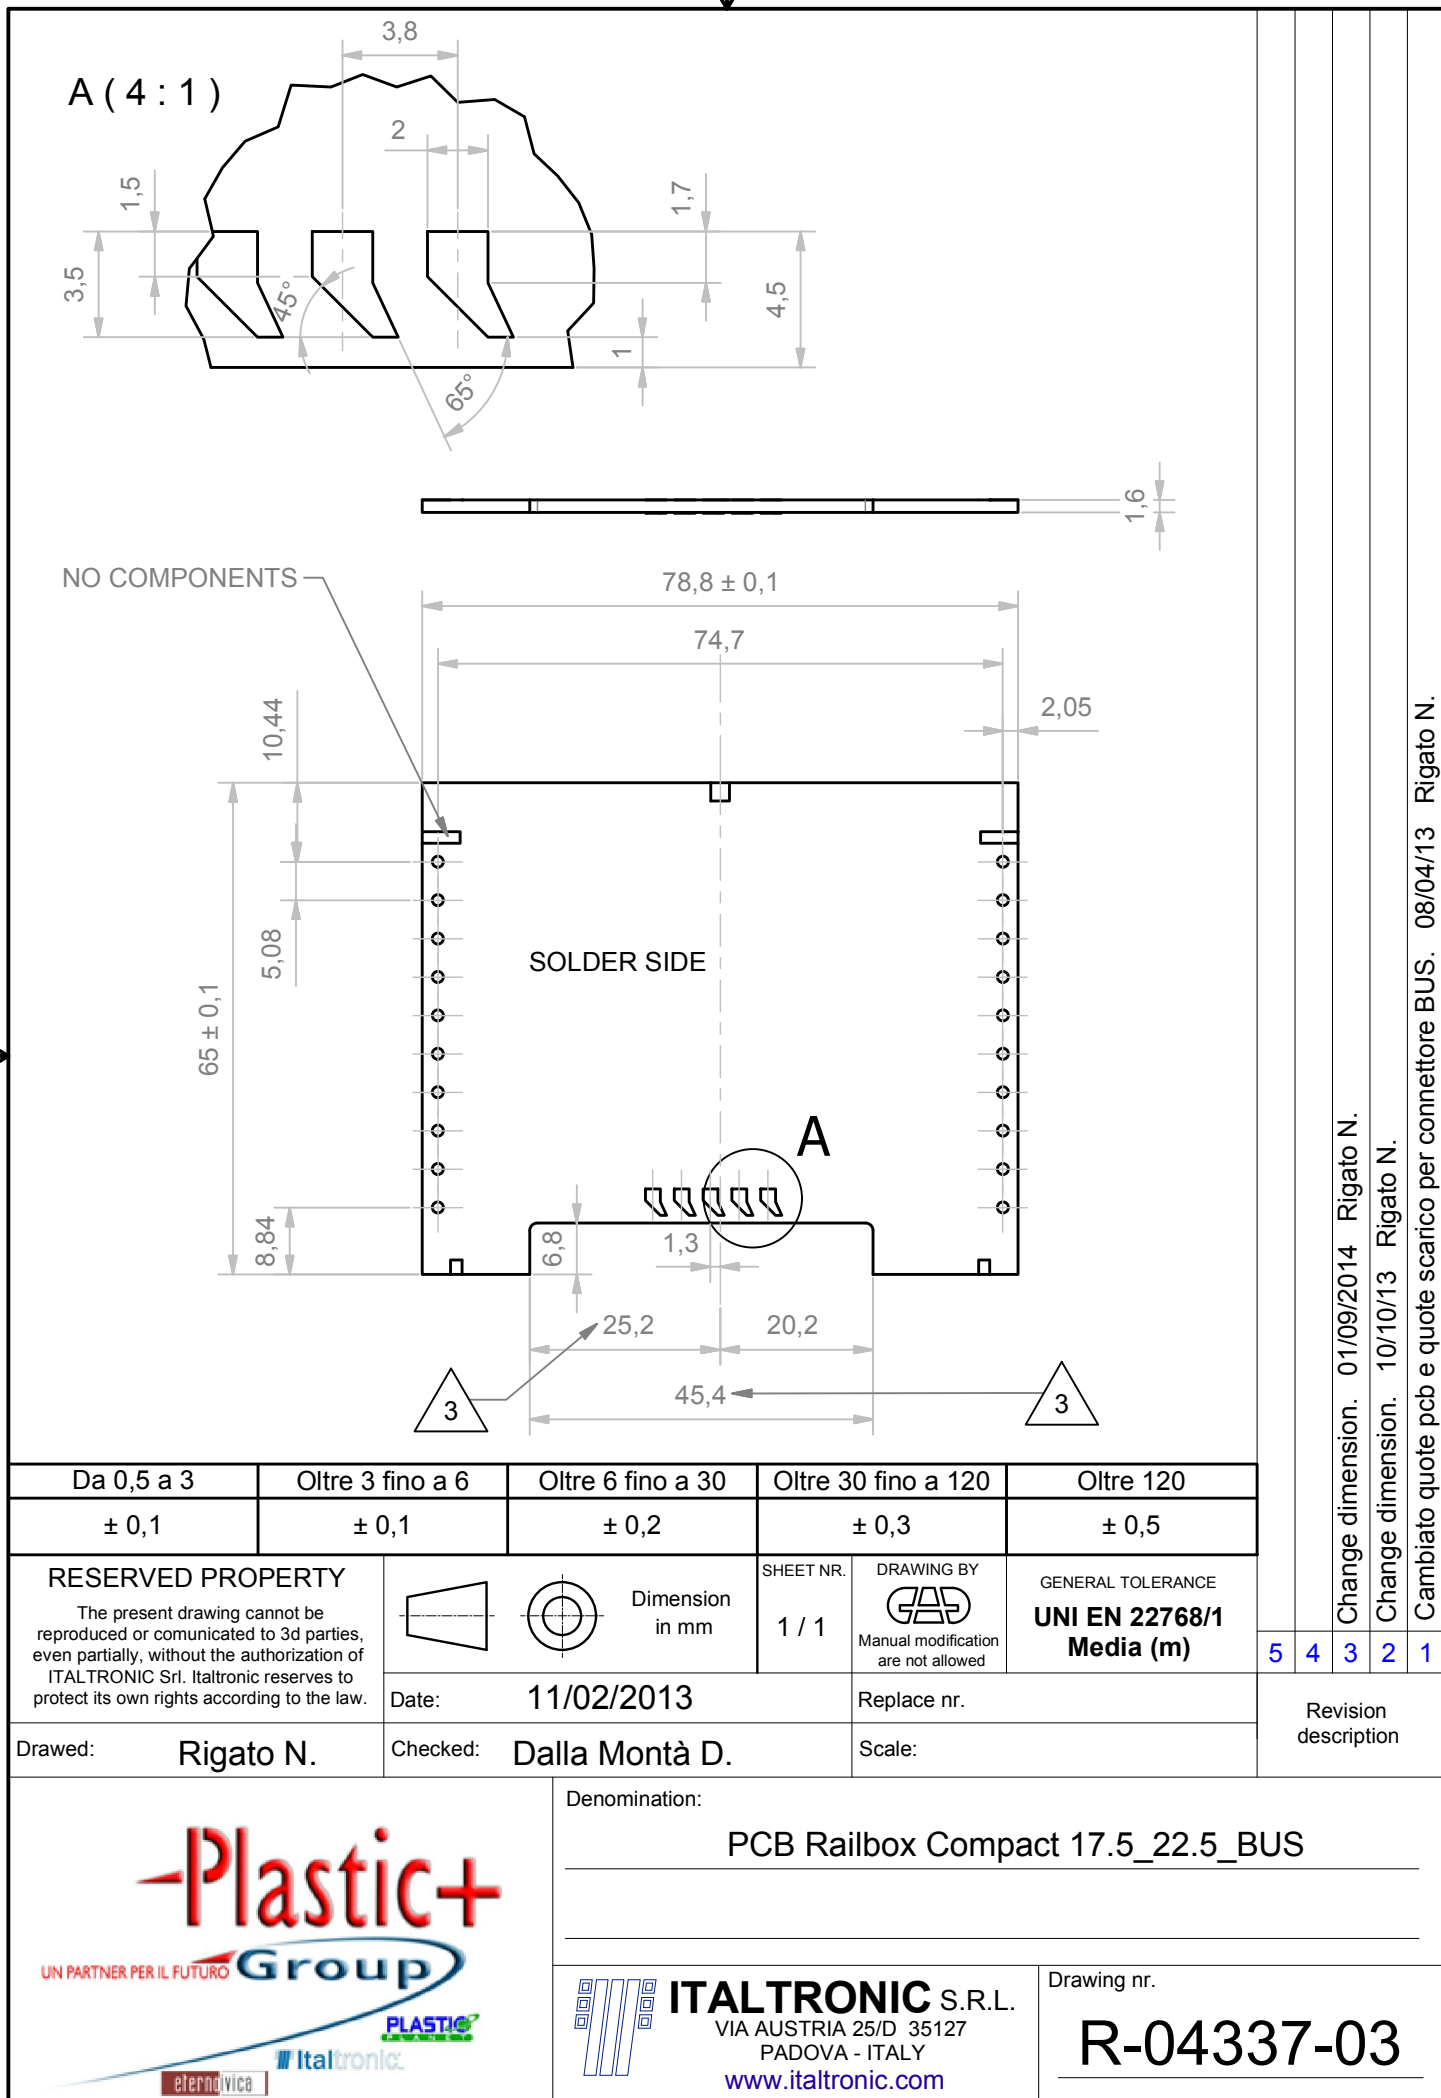 A ( 4 : 1 )
3,8
2
1,5
1,7
3,5
45°
4,5
1
65°
1,6
NO COMPONENTS
78,8 ± 0,1
74,7
10,44
2,05
5,08
SOLDER SIDE
65 ± 0,1
A
8,84
6,8
1,3
25,2
20,2
45,4
3
3
Da 0,5 a 3
Oltre 3 fino a 6
Oltre 6 fino a 30
Oltre 30 fino a 120
Oltre 120
± 0,1
± 0,1
± 0,2
± 0,3
± 0,5
RESERVED PROPERTY
The present drawing cannot be
reproduced or comunicated to 3d parties,
even partially, without the authorization of
ITALTRONIC Srl. Italtronic reserves to
protect its own rights according to the law.
Dimension
in mm
SHEET NR.
1 / 1
DRAWING BY
CAD
Manual modification
are not allowed
GENERAL TOLERANCE
UNI EN 22768/1
Media (m)
Change dimension. 01/09/2014 Rigato N.
Change dimension. 10/10/13 Rigato N.
Cambiato quote pcb e quote scarico per connettore BUS. 08/04/13 Rigato N.
5 4 3 2 1
Revision
description
Date: 11/02/2013
Replace nr.
Drawed: Rigato N.
Checked: Dalla Montà D.
Scale:
Plastic+
UN PARTNER PER IL FUTURO Group
PLASTIC
PLANET
Italtronic
eternoivica
Denomination:
PCB Railbox Compact 17.5_22.5_BUS
ITALTRONIC S.R.L.
VIA AUSTRIA 25/D 35127
PADOVA - ITALY
www.italtronic.com
Drawing nr.
R-04337-03